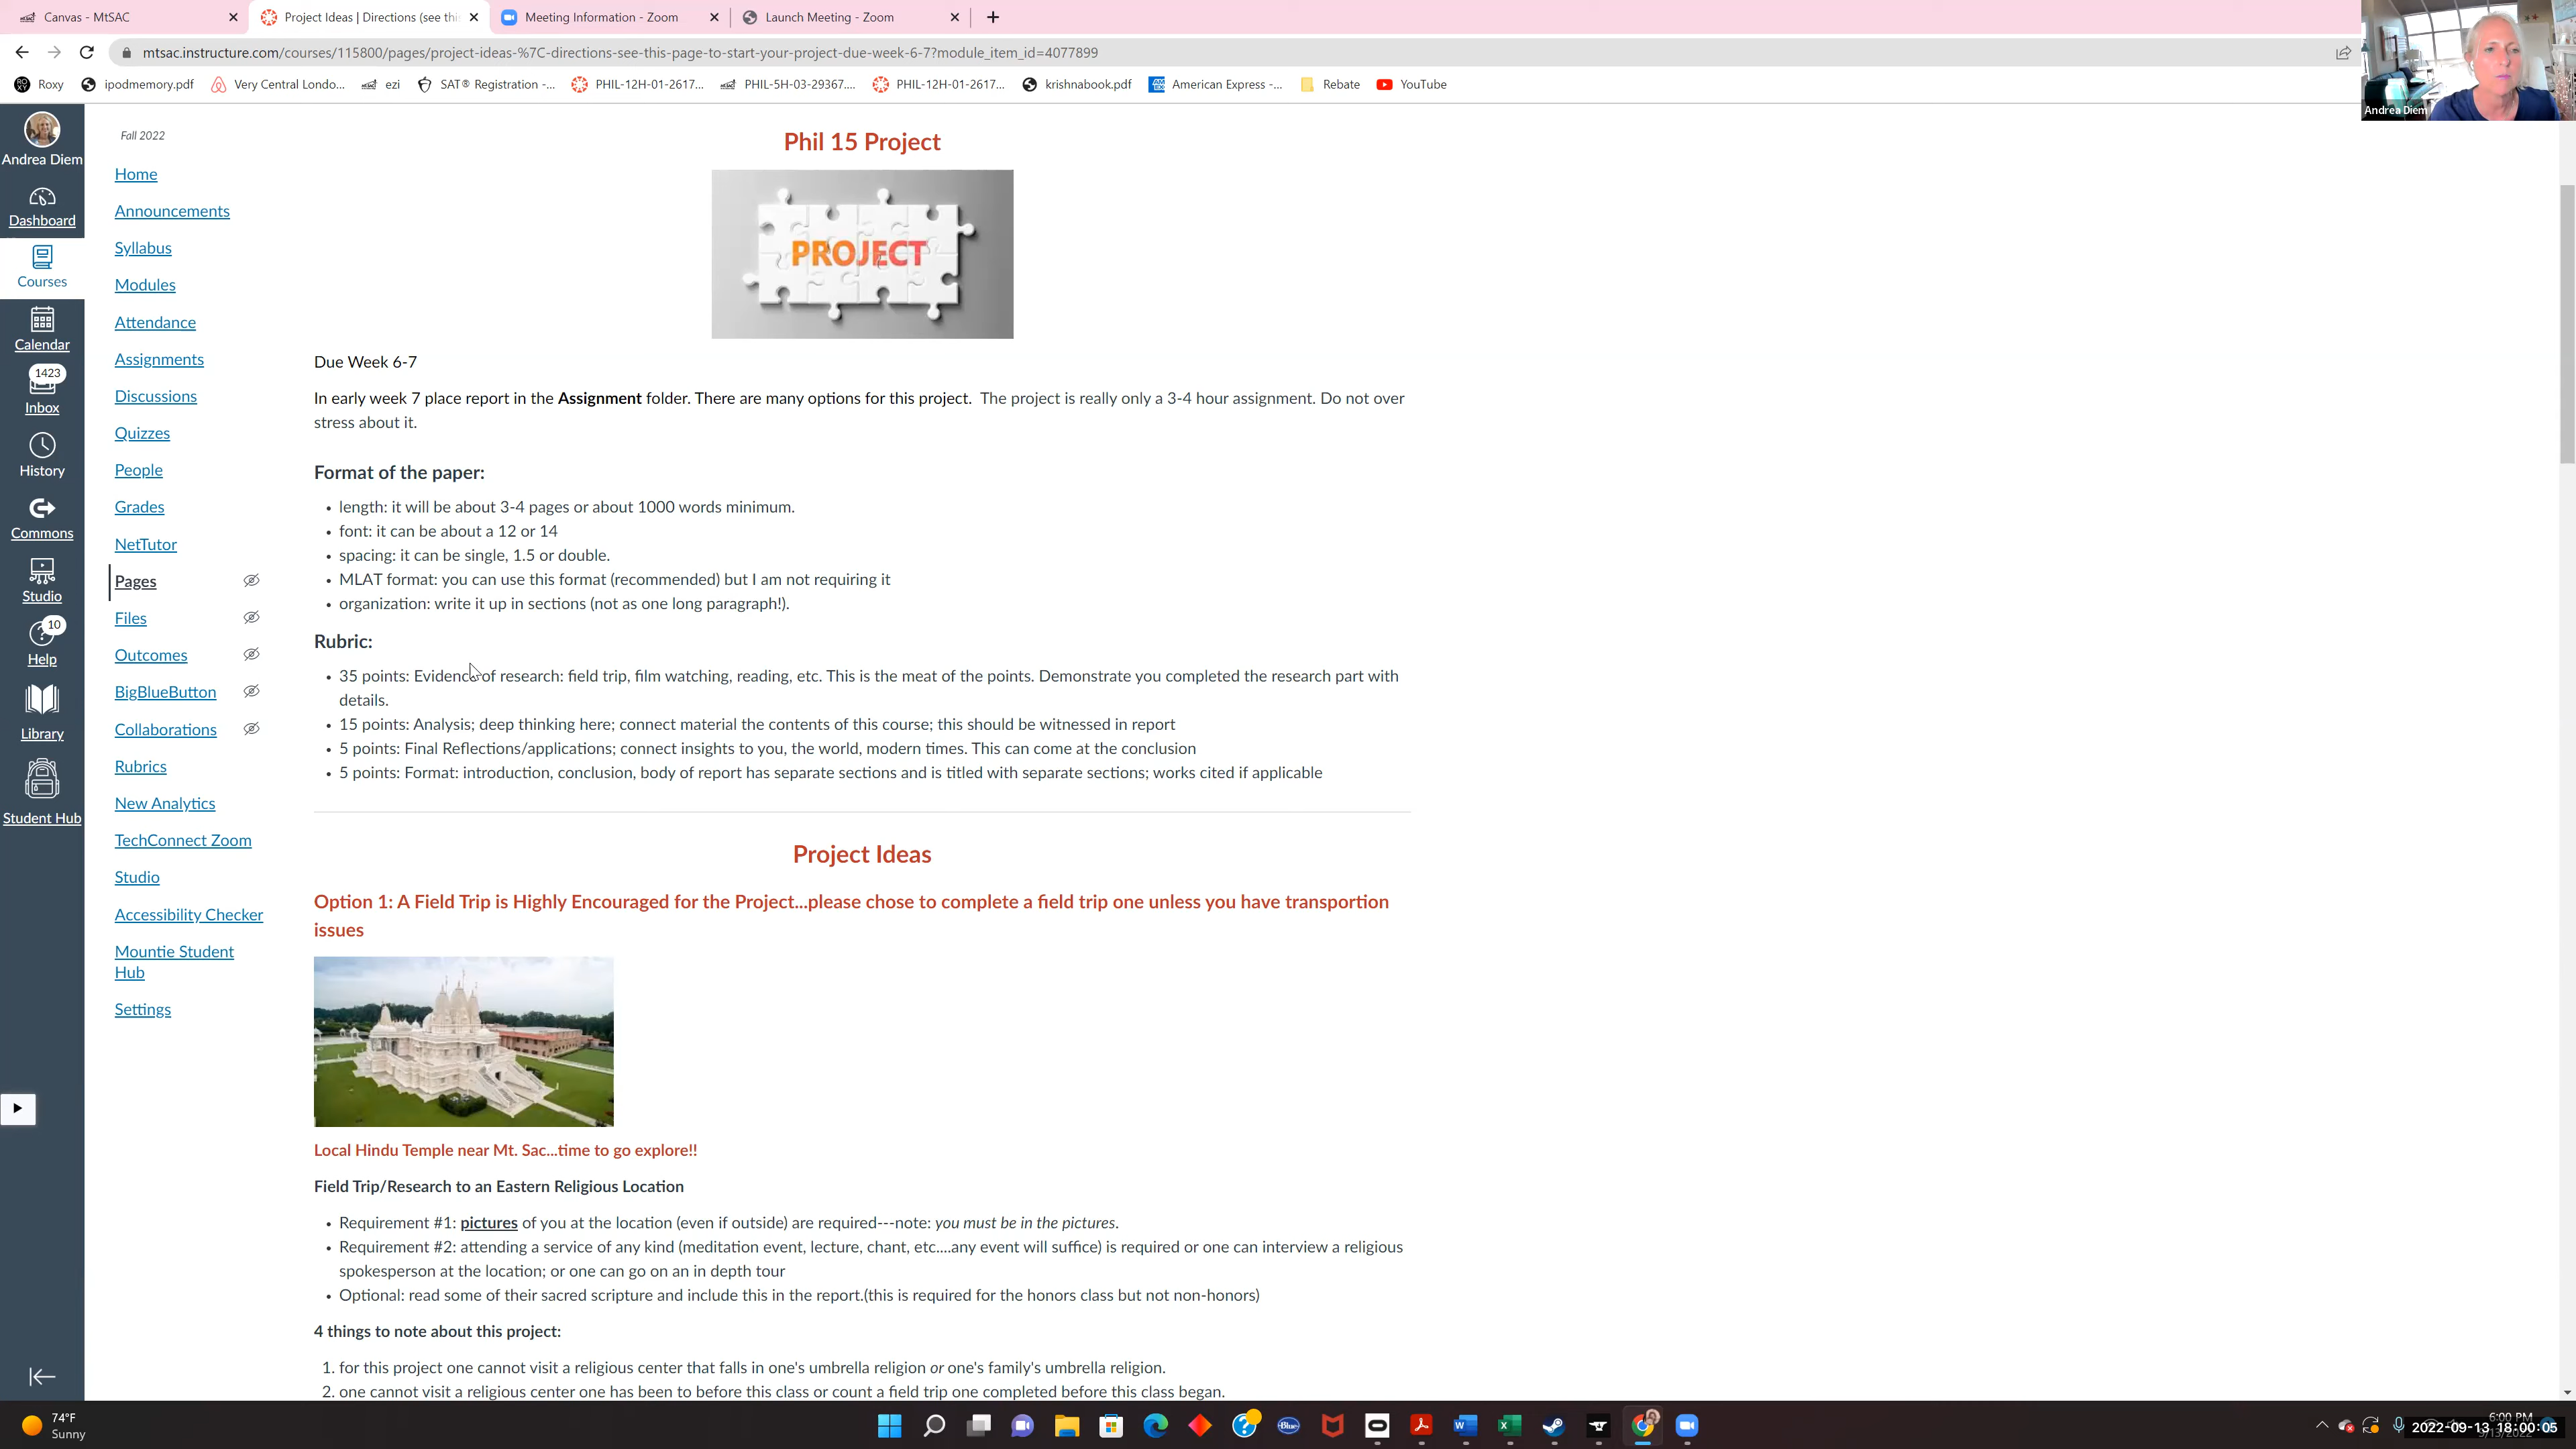 Canvas - MtSAC
Project Ideas | Directions (see thi
Meeting Information - Zoom
Launch Meeting - Zoom
mtsac.instructure.com/courses/115800/pages/project-ideas-%7C-directions-see-this-page-to-start-your-project-due-week-6-7?module_item_id=4077899
Roxy
ipodmemory.pdf
Very Central Londo...
ezi
SAT® Registration -...
PHIL-12H-01-2617...
PHIL-5H-03-29367....
PHIL-12H-01-2617...
krishnabook.pdf
American Express -...
Rebate
YouTube
Andrea Diem
Andrea Diem
Dashboard
Courses
Calendar
1423
Inbox
History
Commons
Studio
10
Help
Library
Student Hub
Fall 2022
Home
Announcements
Syllabus
Modules
Attendance
Assignments
Discussions
Quizzes
People
Grades
NetTutor
Pages
Files
Outcomes
BigBlueButton
Collaborations
Rubrics
New Analytics
TechConnect Zoom
Studio
Accessibility Checker
Mountie Student
Hub
Settings
Phil 15 Project
PROJECT
Due Week 6-7
In early week 7 place report in the Assignment folder. There are many options for this project. The project is really only a 3-4 hour assignment. Do not over
stress about it.
Format of the paper:
• length: it will be about 3-4 pages or about 1000 words minimum.
• font: it can be about a 12 or 14
• spacing: it can be single, 1.5 or double.
• MLAT format: you can use this format (recommended) but I am not requiring it
• organization: write it up in sections (not as one long paragraph!).
Rubric:
• 35 points: Evidence of research: field trip, film watching, reading, etc. This is the meat of the points. Demonstrate you completed the research part with
details.
• 15 points: Analysis; deep thinking here; connect material the contents of this course; this should be witnessed in report
• 5 points: Final Reflections/applications; connect insights to you, the world, modern times. This can come at the conclusion
• 5 points: Format: introduction, conclusion, body of report has separate sections and is titled with separate sections; works cited if applicable
Project Ideas
Option 1: A Field Trip is Highly Encouraged for the Project...please chose to complete a field trip one unless you have transportion
issues
Local Hindu Temple near Mt. Sac...time to go explore!!
Field Trip/Research to an Eastern Religious Location
• Requirement #1: pictures of you at the location (even if outside) are required---note: you must be in the pictures.
• Requirement #2: attending a service of any kind (meditation event, lecture, chant, etc....any event will suffice) is required or one can interview a religious
spokesperson at the location; or one can go on an in depth tour
• Optional: read some of their sacred scripture and include this in the report.(this is required for the honors class but not non-honors)
4 things to note about this project:
1. for this project one cannot visit a religious center that falls in one's umbrella religion or one's family's umbrella religion.
2. one cannot visit a religious center one has been to before this class or count a field trip one completed before this class began.
74°F
Sunny
Blue
6:00 PM
2022-09-13 18:00:05